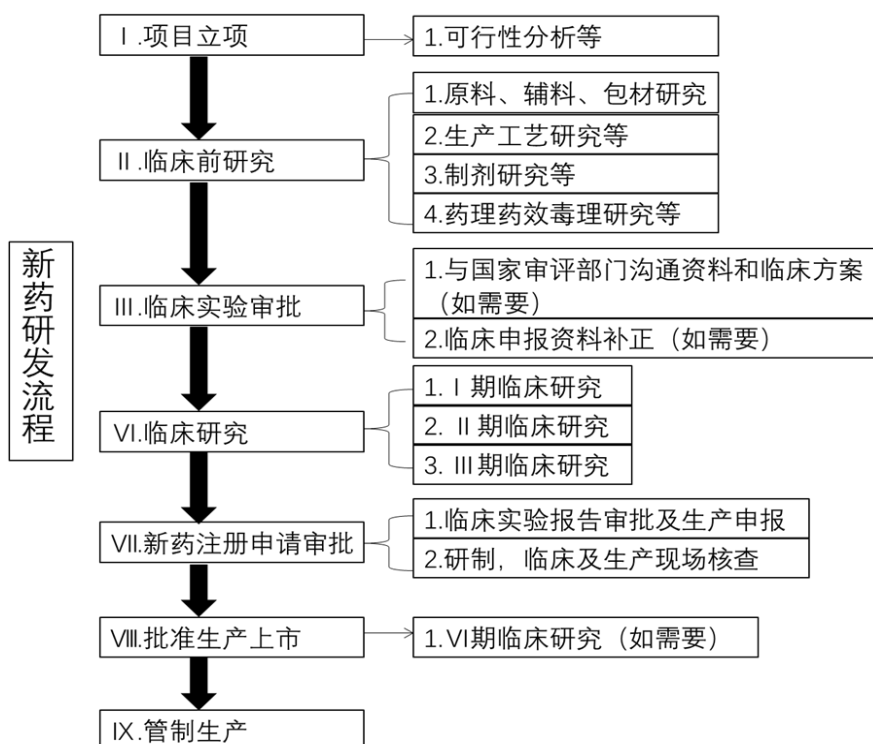 新药研发流程
Ⅰ.项目立项
1.可行性分析等
Ⅱ.临床前研究
1.原料、辅料、包材研究
2.生产工艺研究等
3.制剂研究等
4.药理药效毒理研究等
Ⅲ.临床实验审批
1.与国家审评部门沟通资料和临床方案
（如需要）
2.临床申报资料补正（如需要）
Ⅵ.临床研究
1.Ⅰ期临床研究
2.Ⅱ期临床研究
3.Ⅲ期临床研究
Ⅶ.新药注册申请审批
1.临床实验报告审批及生产申报
2.研制，临床及生产现场核查
Ⅷ.批准生产上市
1.Ⅵ期临床研究（如需要）
Ⅸ.管制生产